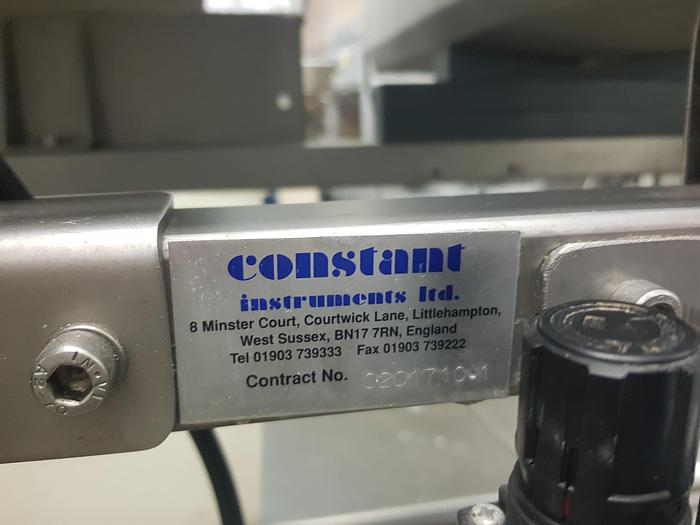 constant
instruments ltd.
8 Minster Court, Courtwick Lane, Littlehampton,
West Sussex, BN17 7RN, England
Tel 01903 739333 Fax 01903 739222
Contract No.